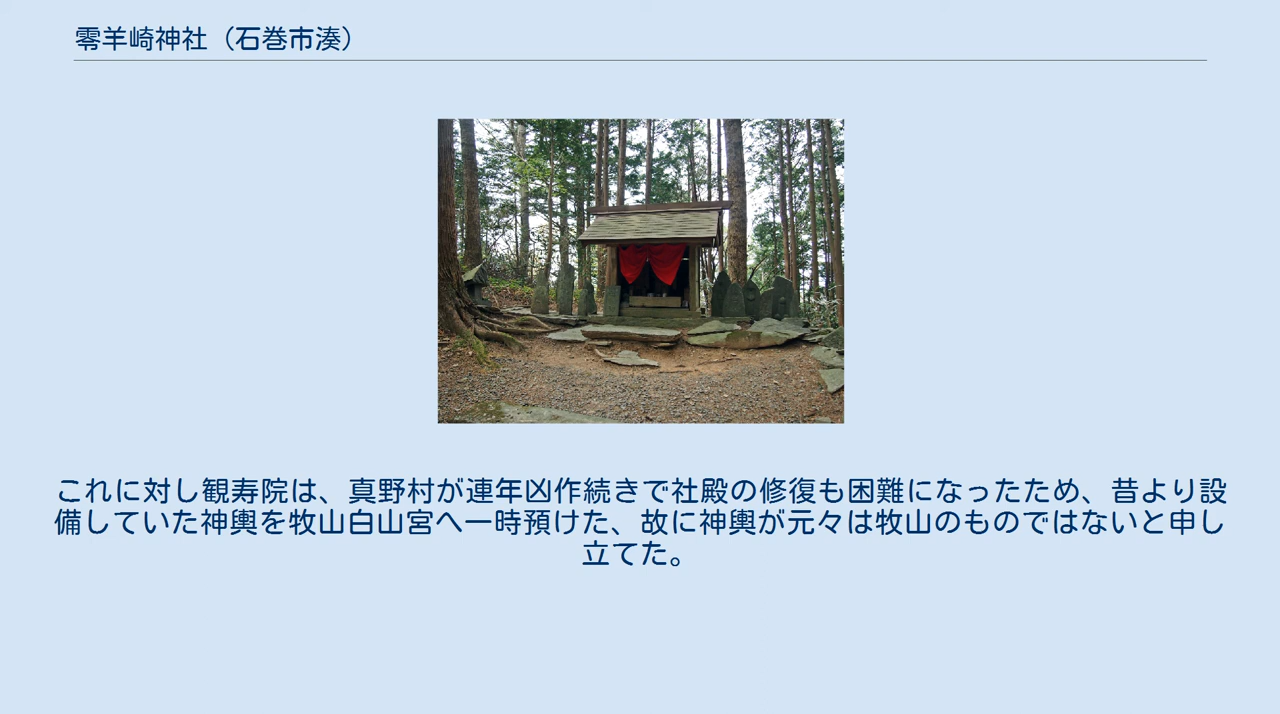 零羊崎神社（石巻市湊）
これに対し観寿院は、真野村が連年凶作続きで社殿の修復も困難になったため、昔より設
備していた神輿を牧山白山宮へ一時預けた、故に神輿が元々は牧山のものではないと申し
立てた。